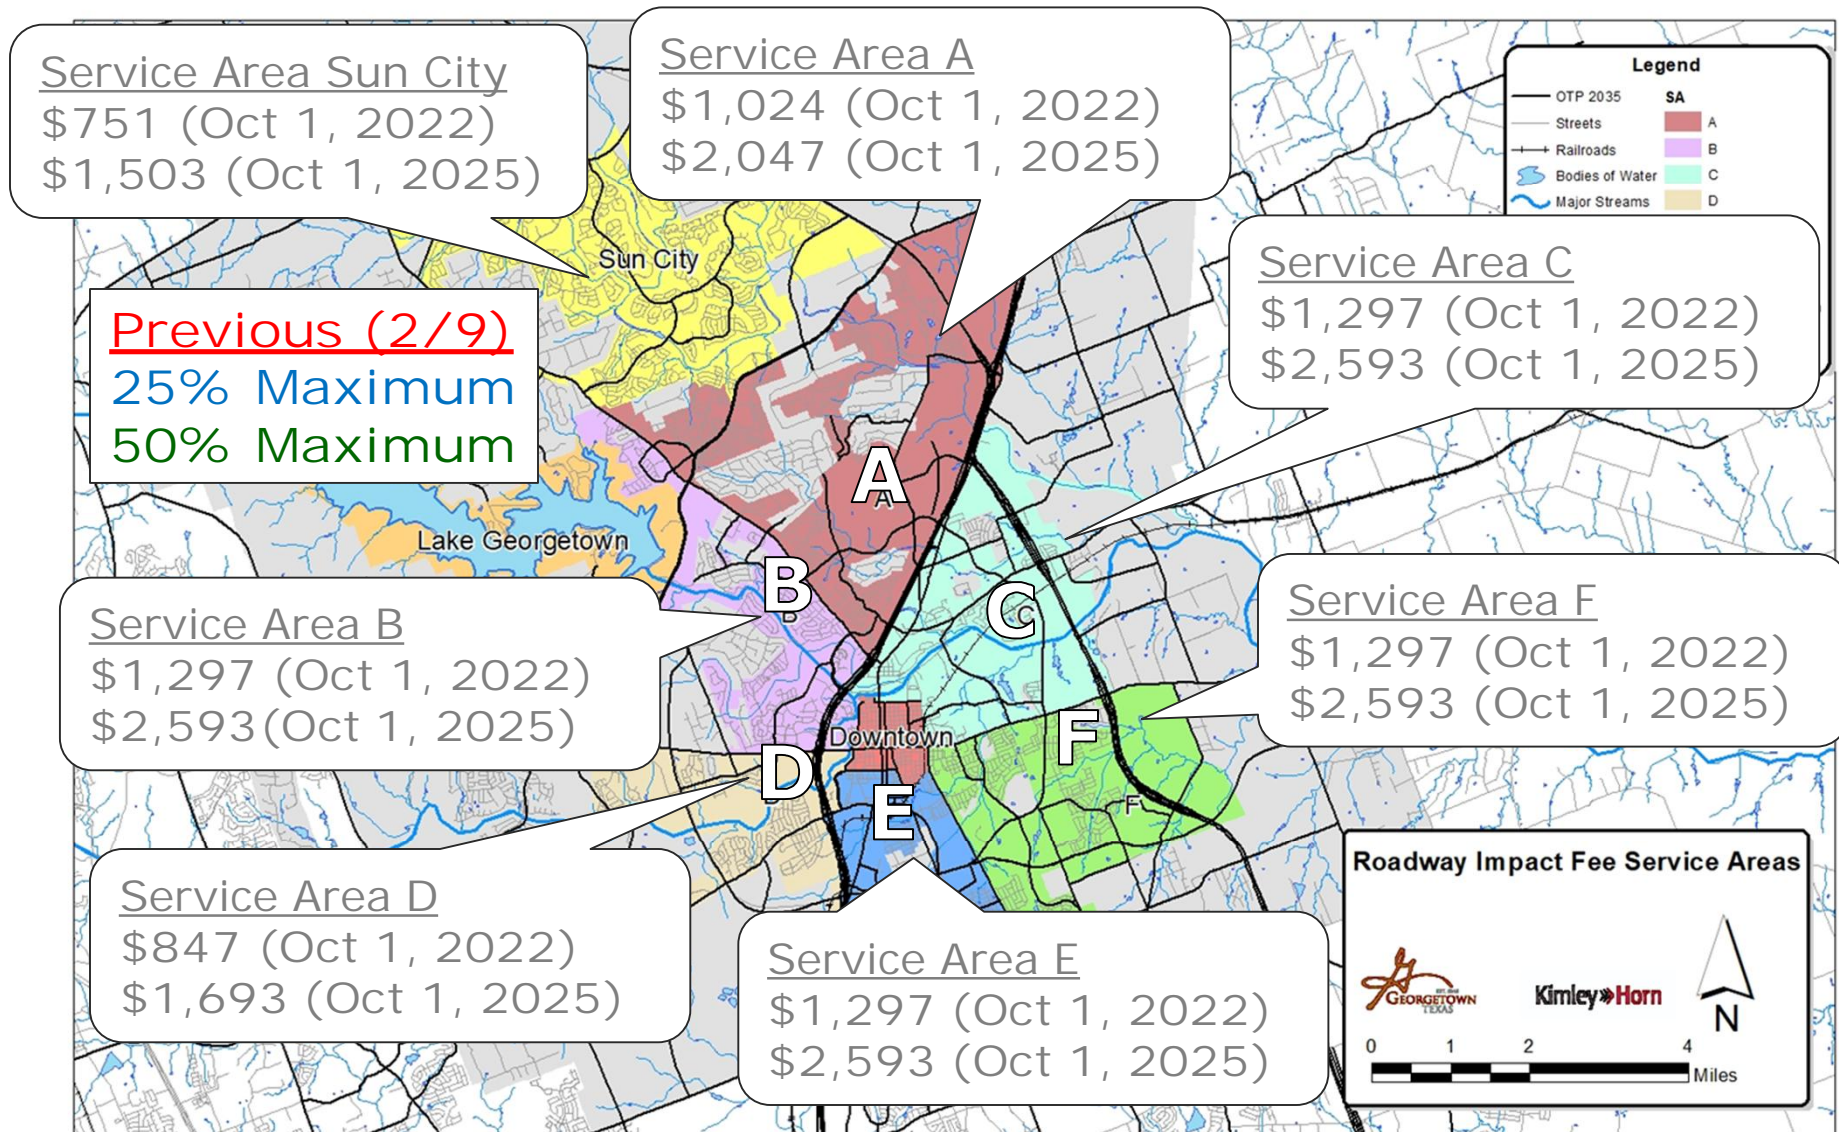 Service Area Sun City
$751 (Oct 1, 2022)
$1,503 (Oct 1, 2025)
Service Area A
$1,024 (Oct 1, 2022)
$2,047 (Oct 1, 2025)
Legend
OTP 2035
SA
Streets
A
Railroads
B
Bodies of Water
C
Major Streams
D
Service Area C
$1,297 (Oct 1, 2022)
$2,593 (Oct 1, 2025)
Sun City
Previous (2/9)
25% Maximum
50% Maximum
A
A
Lake Georgetown
B
B
C
C
Service Area B
$1,297 (Oct 1, 2022)
$2,593(Oct 1, 2025)
Service Area F
$1,297 (Oct 1, 2022)
$2,593 (Oct 1, 2025)
Downtown
D
E
F
F
Service Area D
$847 (Oct 1, 2022)
$1,693 (Oct 1, 2025)
Service Area E
$1,297 (Oct 1, 2022)
$2,593 (Oct 1, 2025)
Roadway Impact Fee Service Areas
GEORGETOWN
TEXAS
Kimley»Horn
N
0 1 2 4
Miles